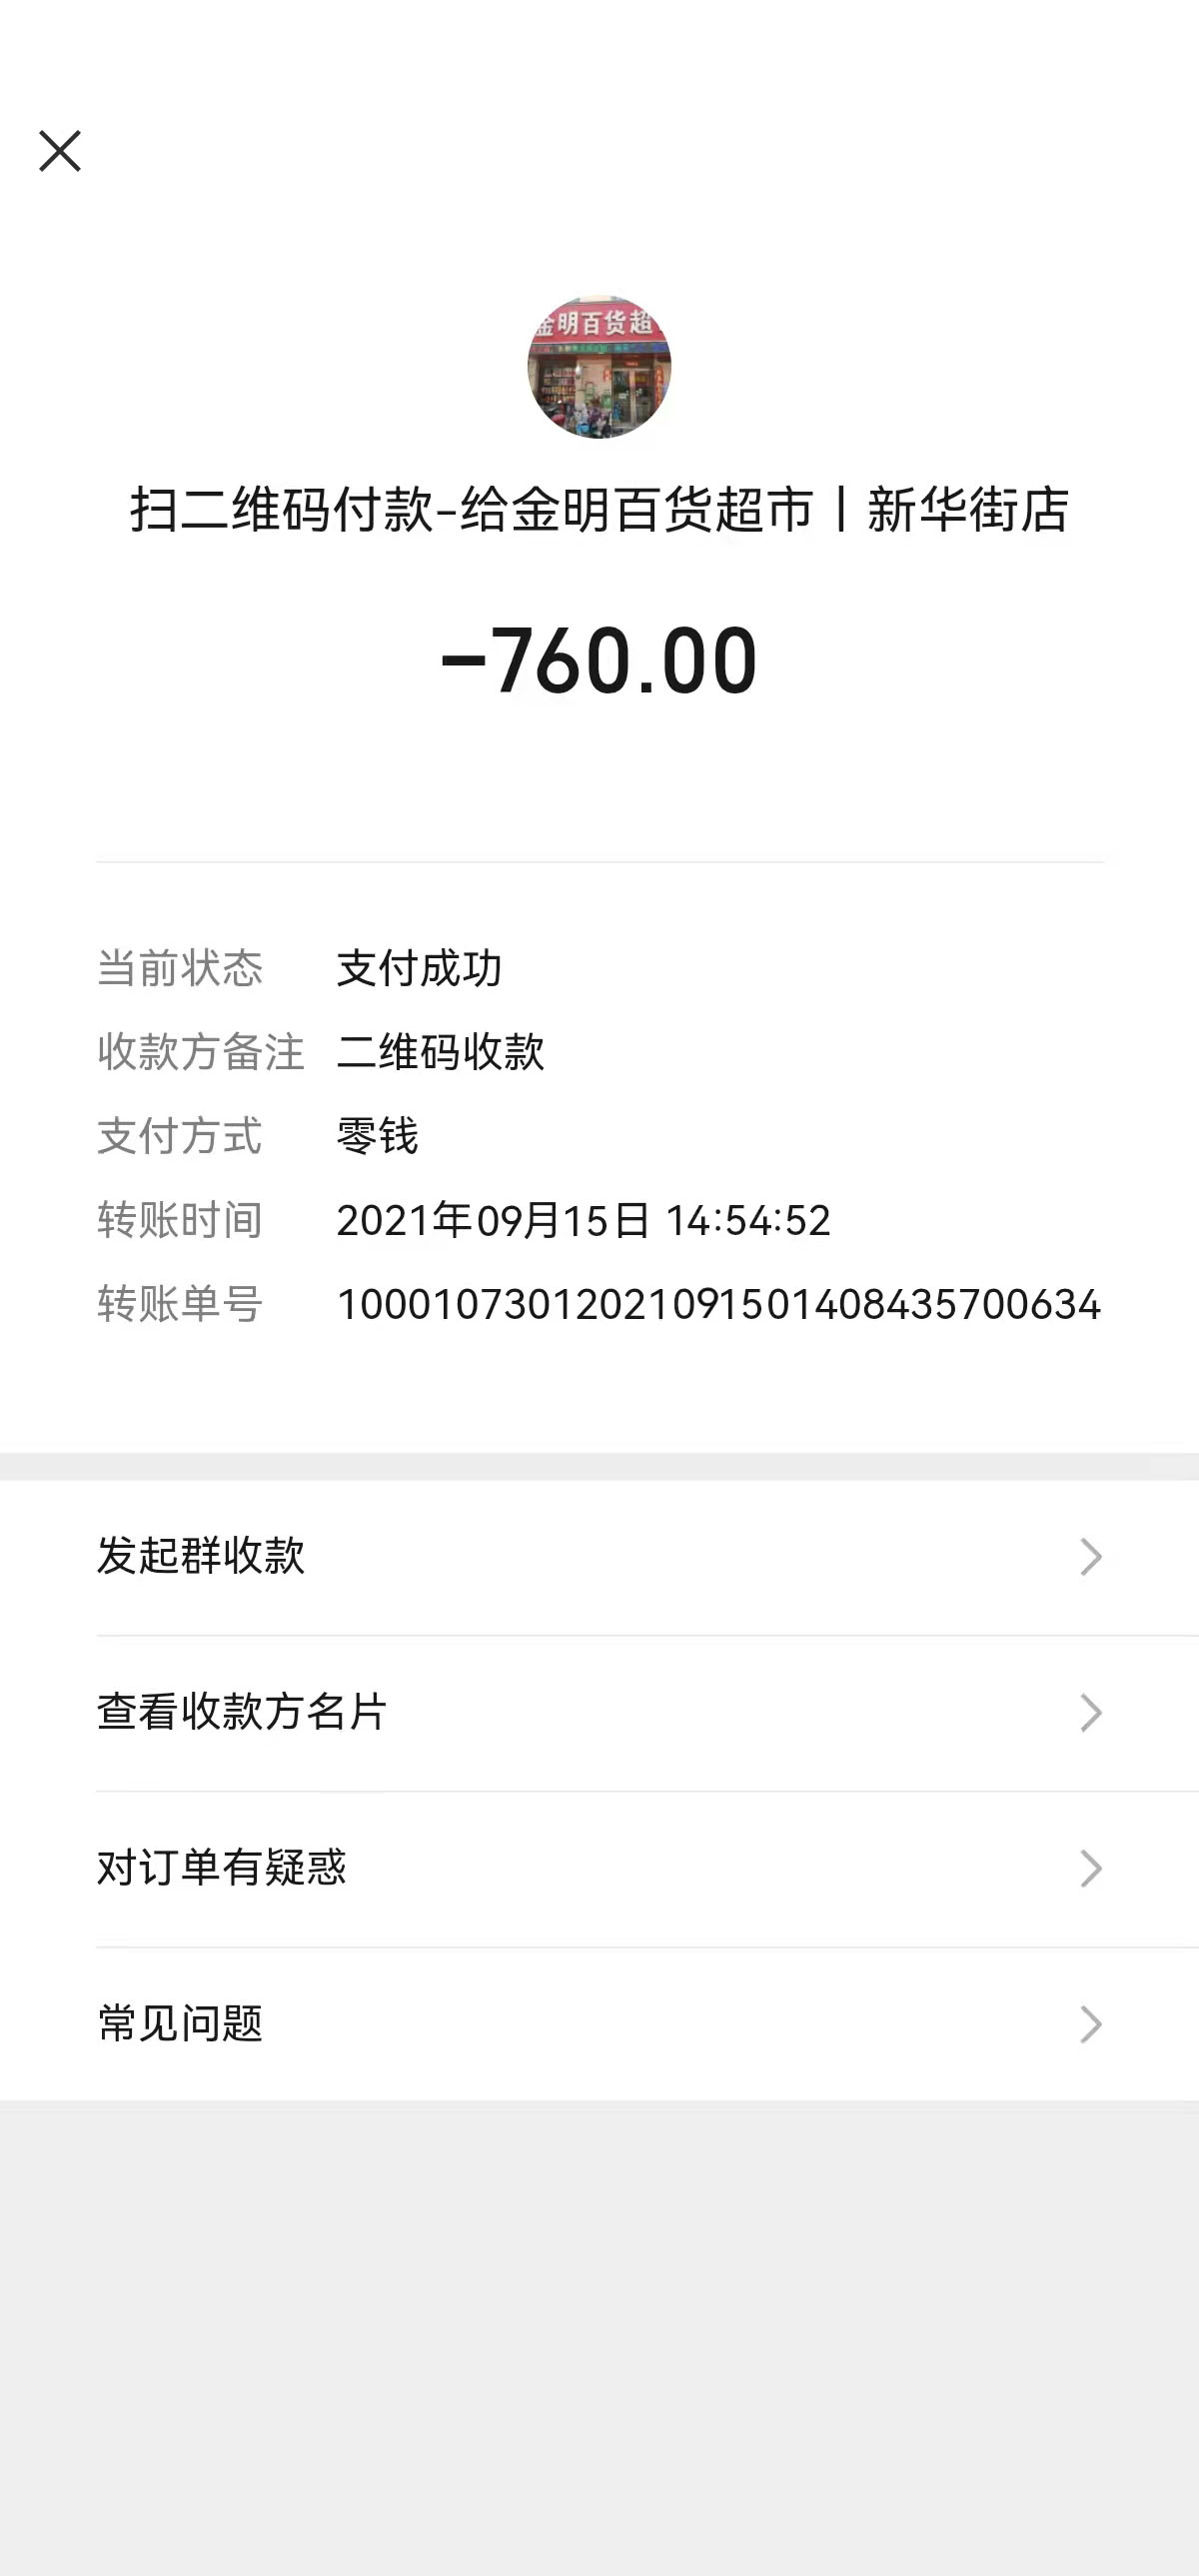 金明百货超
扫二维码付款-给金明百货超市丨新华街店
-760.00
当前状态 支付成功
收款方备注 二维码收款
支付方式 零钱
转账时间 2021年09月15日 14:54:52
转账单号 1000107301202109150140843570​0634
发起群收款
查看收款方名片
对订单有疑惑
常见问题